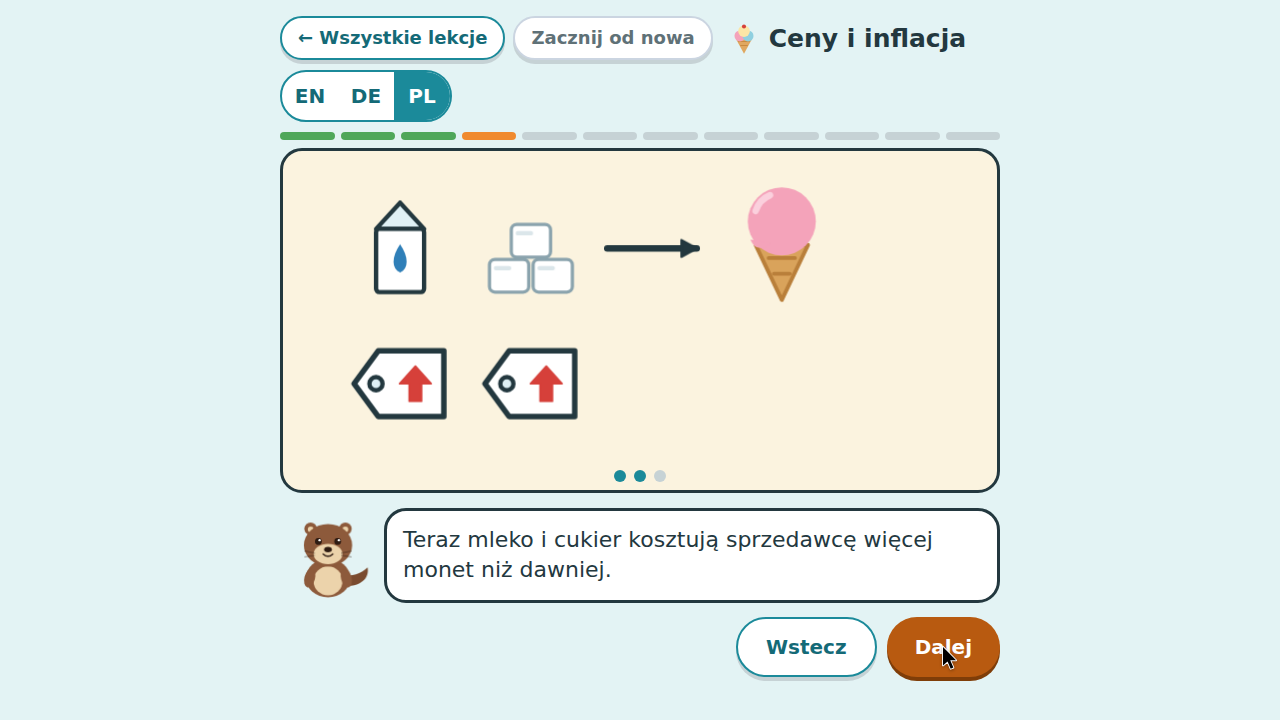 ← Wszystkie lekcje
Zacznij od nowa
Ceny i inflacja
EN DE PL
Teraz mleko i cukier kosztują sprzedawcę więcej
monet niż dawniej.
Wstecz
Dalej